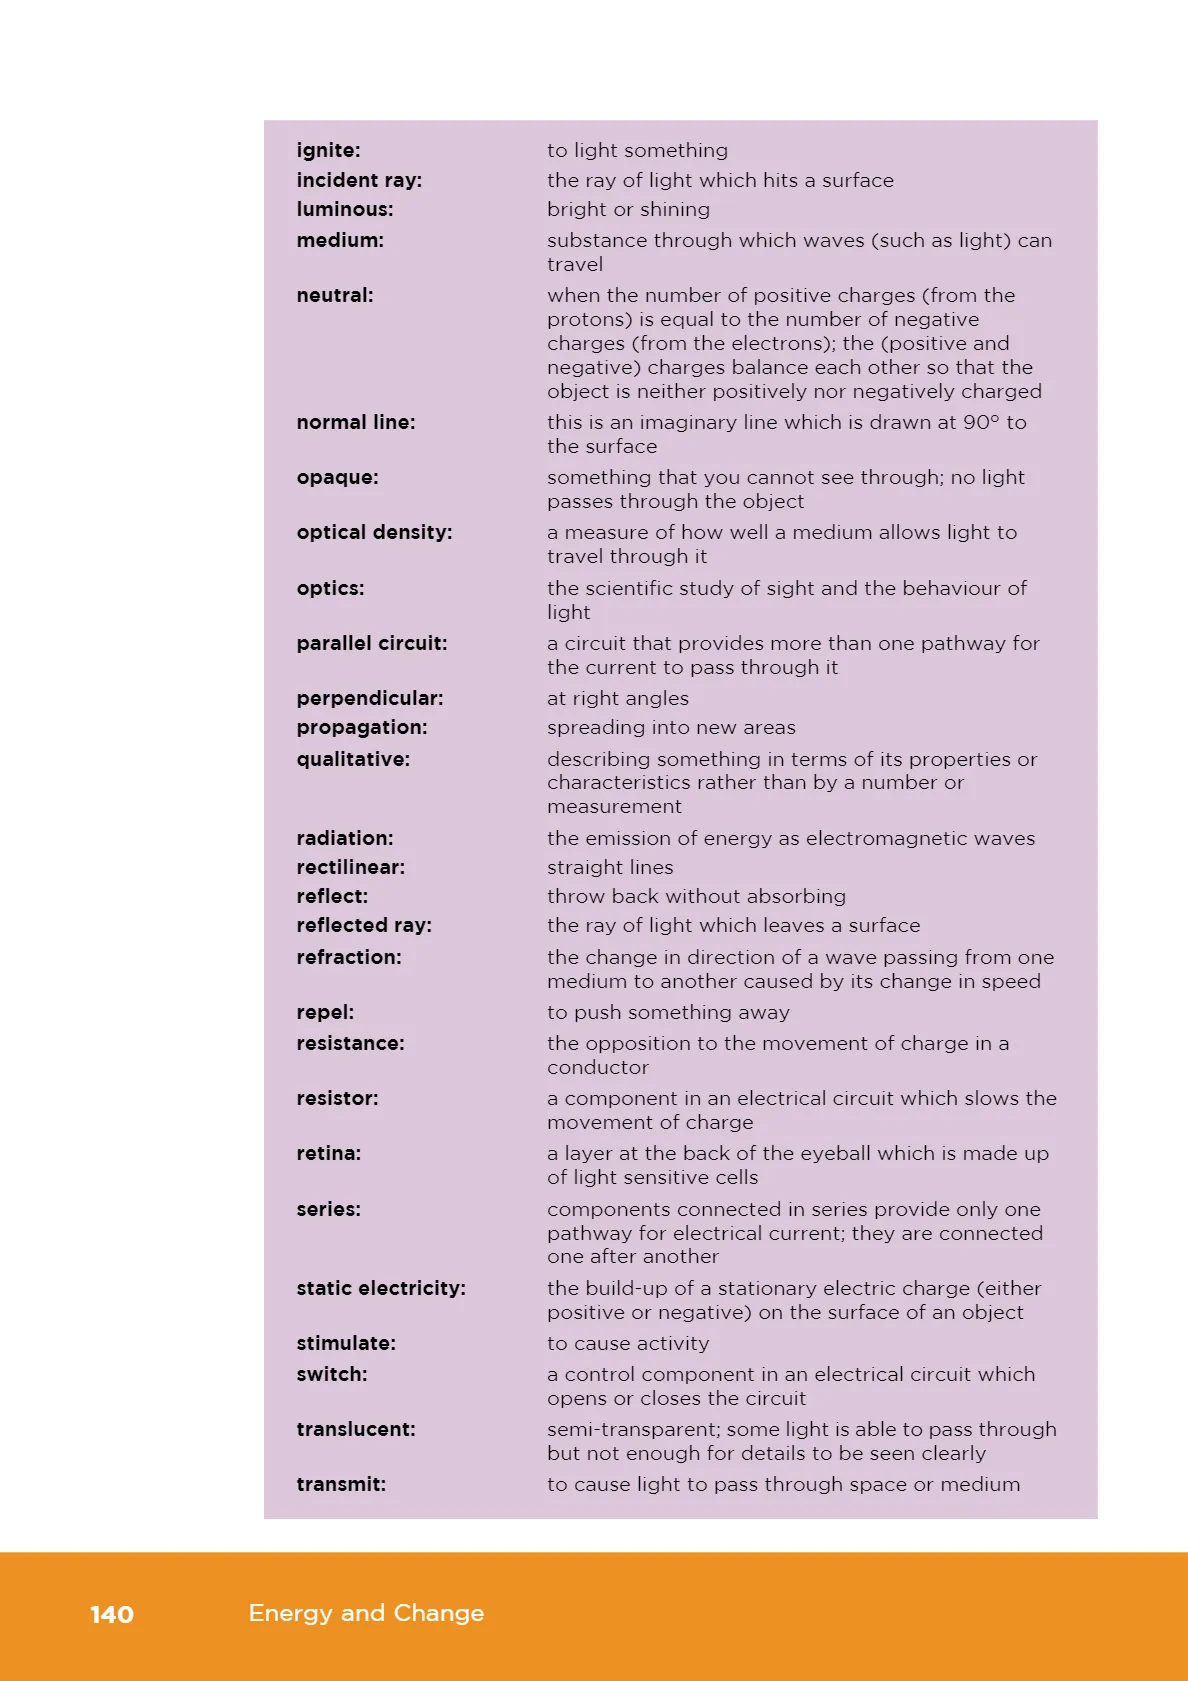 ignite: to light something
incident ray: the ray of light which hits a surface
luminous: bright or shining
medium: substance through which waves (such as light) can
travel
neutral: when the number of positive charges (from the
protons) is equal to the number of negative
charges (from the electrons); the (positive and
negative) charges balance each other so that the
object is neither positively nor negatively charged
normal line: this is an imaginary line which is drawn at 90° to
the surface
opaque: something that you cannot see through; no light
passes through the object
optical density: a measure of how well a medium allows light to
travel through it
optics: the scientific study of sight and the behaviour of
light
parallel circuit: a circuit that provides more than one pathway for
the current to pass through it
perpendicular: at right angles
propagation: spreading into new areas
qualitative: describing something in terms of its properties or
characteristics rather than by a number or
measurement
radiation: the emission of energy as electromagnetic waves
rectilinear: straight lines
reflect: throw back without absorbing
reflected ray: the ray of light which leaves a surface
refraction: the change in direction of a wave passing from one
medium to another caused by its change in speed
repel: to push something away
resistance: the opposition to the movement of charge in a
conductor
resistor: a component in an electrical circuit which slows the
movement of charge
retina: a layer at the back of the eyeball which is made up
of light sensitive cells
series: components connected in series provide only one
pathway for electrical current; they are connected
one after another
static electricity: the build-up of a stationary electric charge (either
positive or negative) on the surface of an object
stimulate: to cause activity
switch: a control component in an electrical circuit which
opens or closes the circuit
translucent: semi-transparent; some light is able to pass through
but not enough for details to be seen clearly
transmit: to cause light to pass through space or medium
140 Energy and Change